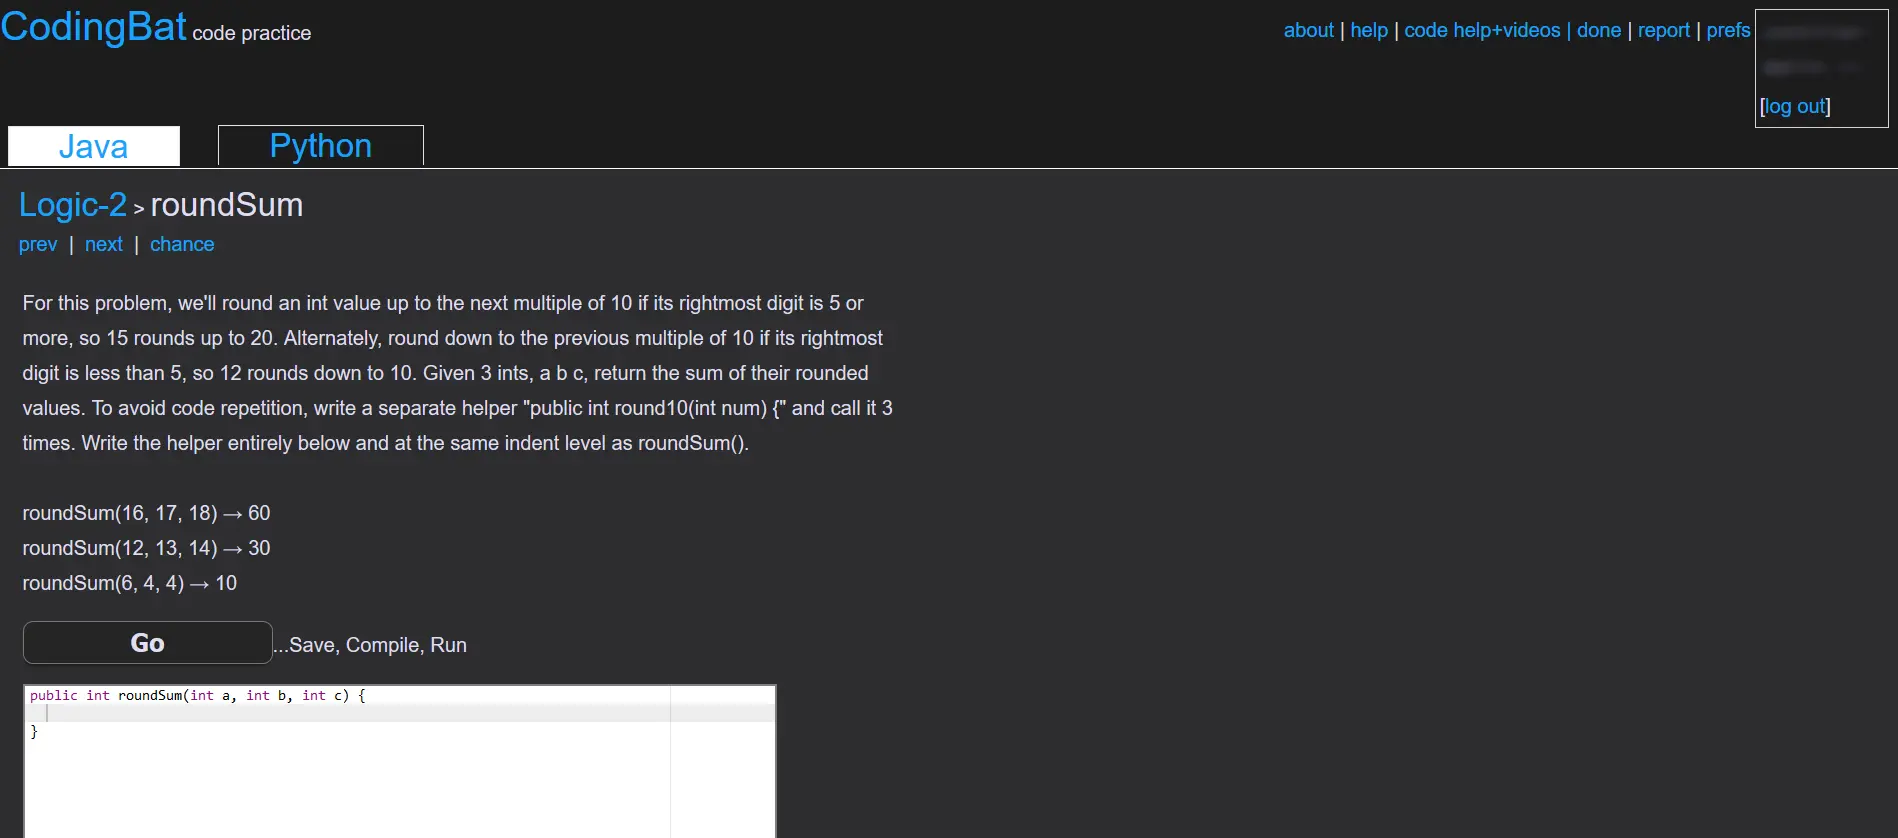 CodingBat code practice
about | help | code help+videos | done | report | prefs
[log out]
Java Python
Logic-2 > roundSum
prev | next | chance
For this problem, we'll round an int value up to the next multiple of 10 if its rightmost digit is 5 or
more, so 15 rounds up to 20. Alternately, round down to the previous multiple of 10 if its rightmost
digit is less than 5, so 12 rounds down to 10. Given 3 ints, a b c, return the sum of their rounded
values. To avoid code repetition, write a separate helper "public int round10(int num) {" and call it 3
times. Write the helper entirely below and at the same indent level as roundSum().
roundSum(16, 17, 18) → 60
roundSum(12, 13, 14) → 30
roundSum(6, 4, 4) → 10
Go ...Save, Compile, Run
public int roundSum(int a, int b, int c) {
}